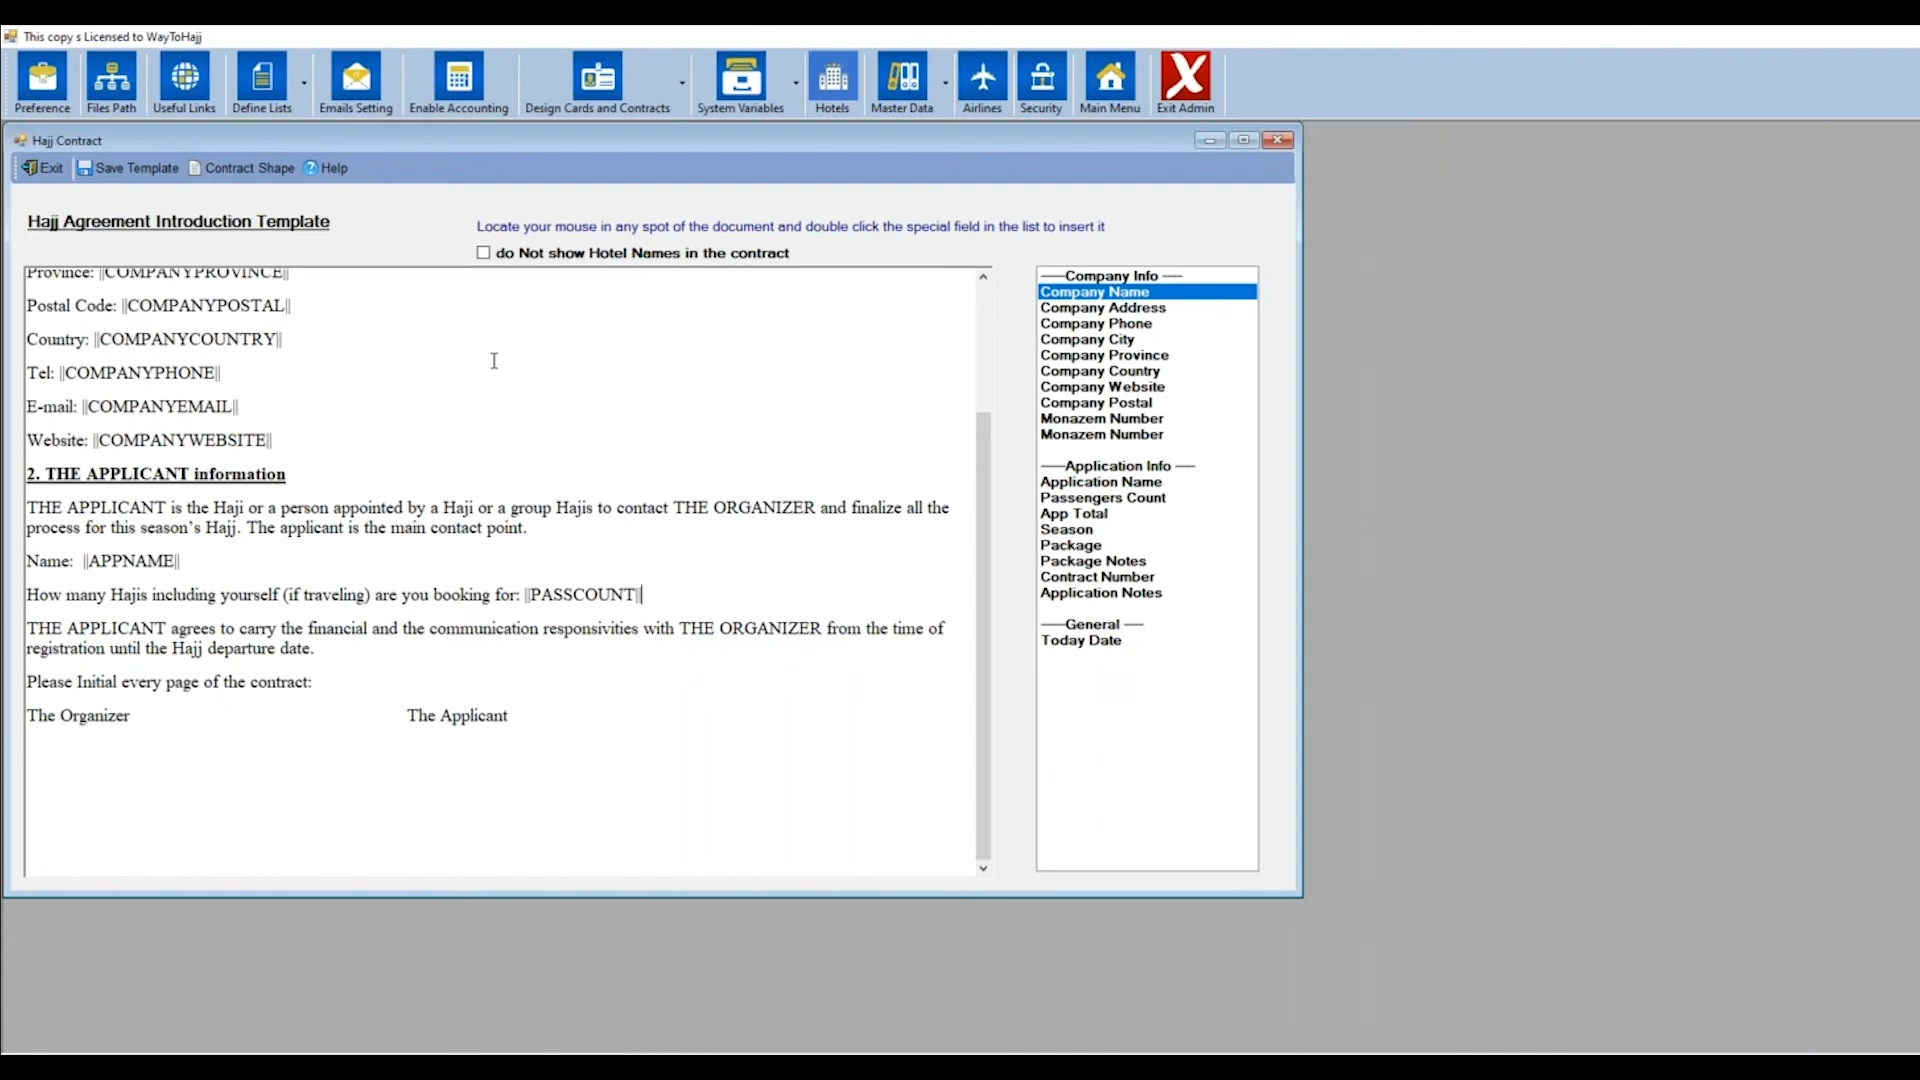 This copy s Licensed to WayToHajj
Preference
Files Path
Useful Links
Define Lists
Emails Setting
Enable Accounting
Design Cards and Contracts
System Variables
Hotels
Master Data
Airlines
Security
Main Menu
Exit Admin
Hajj Contract
Exit
Save Template
Contract Shape
Help
Hajj Agreement Introduction Template
Locate your mouse in any spot of the document and double click the special field in the list to insert it
do Not show Hotel Names in the contract
Province: ||COMPANYPROVINCE||
Postal Code: ||COMPANYPOSTAL||
Country: ||COMPANYCOUNTRY||
Tel: ||COMPANYPHONE||
E-mail: ||COMPANYEMAIL||
Website: ||COMPANYWEBSITE||
2. THE APPLICANT information
THE APPLICANT is the Haji or a person appointed by a Haji or a group Hajis to contact THE ORGANIZER and finalize all the
process for this season’s Hajj. The applicant is the main contact point.
Name: ||APPNAME||
How many Hajis including yourself (if traveling) are you booking for: ||PASSCOUNT||
THE APPLICANT agrees to carry the financial and the communication responsivities with THE ORGANIZER from the time of
registration until the Hajj departure date.
Please Initial every page of the contract:
The Organizer The Applicant
-----Company Info -----
Company Name
Company Address
Company Phone
Company City
Company Province
Company Country
Company Website
Company Postal
Monazem Number
Monazem Number
-----Application Info -----
Application Name
Passengers Count
App Total
Season
Package
Package Notes
Contract Number
Application Notes
-----General -----
Today Date